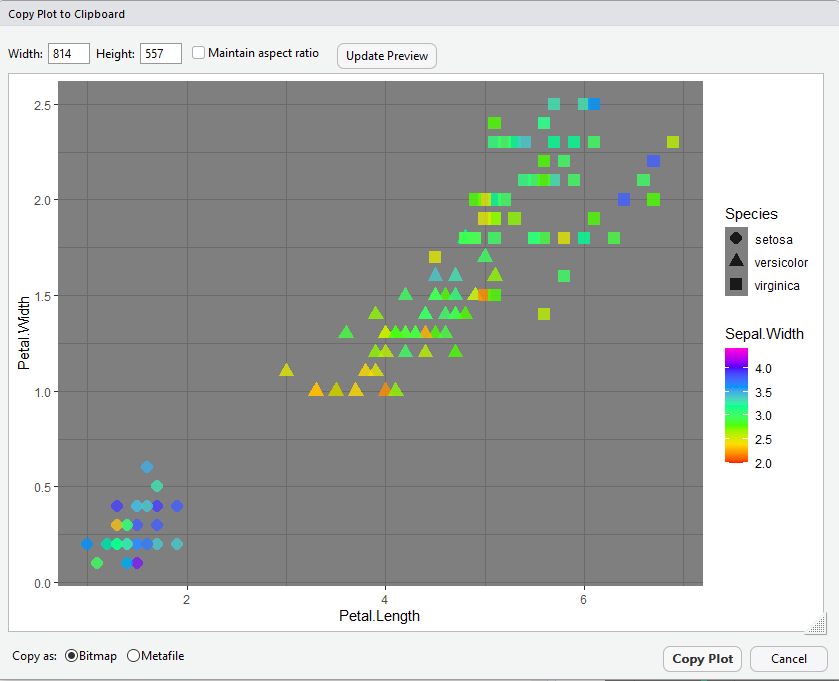 Copy Plot to Clipboard
Width: 814 Height: 557 Maintain aspect ratio Update Preview
2.5
2.0
1.5
1.0
0.5
0.0
Petal.Width
2 4 6
Petal.Length
Species
setosa
versicolor
virginica
Sepal.Width
4.0
3.5
3.0
2.5
2.0
Copy as: Bitmap Metafile Copy Plot Cancel